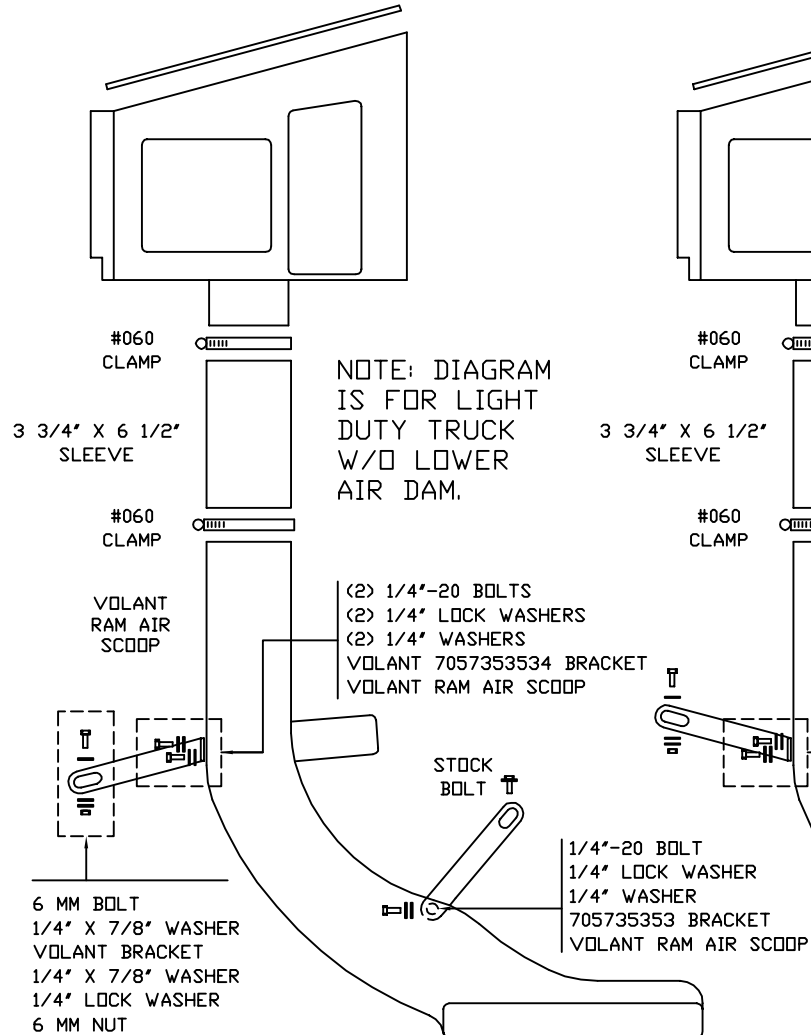 #060
CLAMP
3 3/4" X 6 1/2"
SLEEVE
#060
CLAMP
NOTE: DIAGRAM
IS FOR LIGHT
DUTY TRUCK
W/O LOWER
AIR DAM.
VOLANT
RAM AIR
SCOOP
(2) 1/4"-20 BOLTS
(2) 1/4" LOCK WASHERS
(2) 1/4" WASHERS
VOLANT 7057353534 BRACKET
VOLANT RAM AIR SCOOP
STOCK
BOLT
1/4"-20 BOLT
1/4" LOCK WASHER
1/4" WASHER
705735353 BRACKET
VOLANT RAM AIR SCOOP
6 MM BOLT
1/4" X 7/8" WASHER
VOLANT BRACKET
1/4" X 7/8" WASHER
1/4" LOCK WASHER
6 MM NUT
#060
CLAMP
3 3/4" X 6 1/2"
SLEEVE
#060
CLAMP